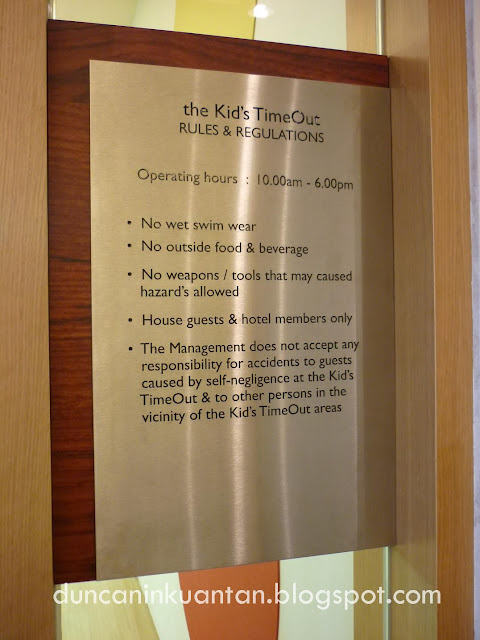 the Kid's TimeOut
RULES & REGULATIONS
Operating hours : 10.00am - 6.00pm
• No wet swim wear
• No outside food & beverage
• No weapons / tools that may caused
hazard's allowed
• House guests & hotel members only
• The Management does not accept any
responsibility for accidents to guests
caused by self-negligence at the Kid's
TimeOut & to other persons in the
vicinity of the Kid's TimeOut areas
duncaninkuantan.blogspot.com